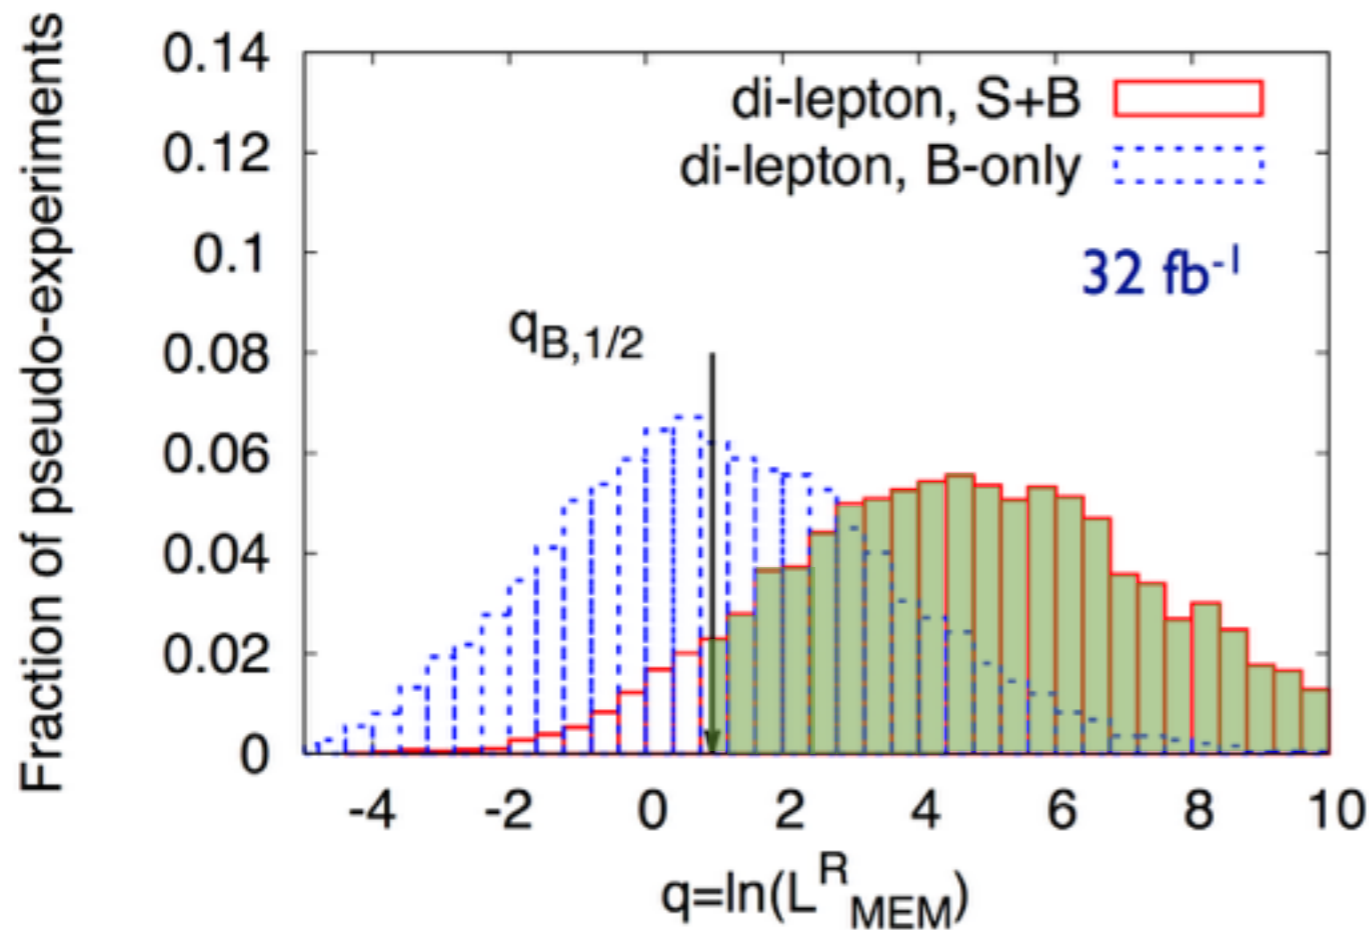 Fraction of pseudo-experiments
0.14
0.12
0.1
0.08
0.06
0.04
0.02
0
di-lepton, S+B
di-lepton, B-only
32 fb⁻¹
q_B,1/2
-4 -2 0 2 4 6 8 10
q=ln(L^R_MEM)